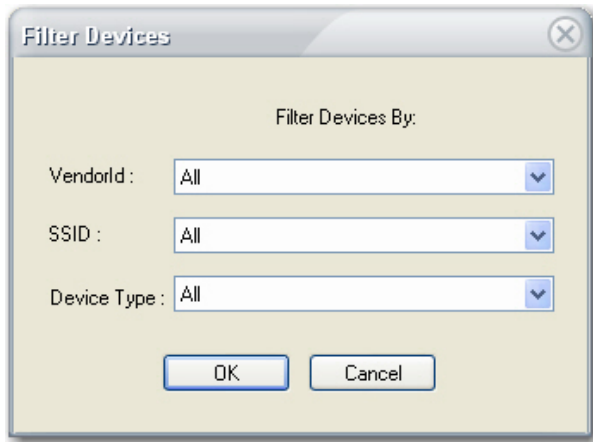 Filter Devices
Filter Devices By:
VendorId : All
SSID : All
Device Type : All
OK Cancel